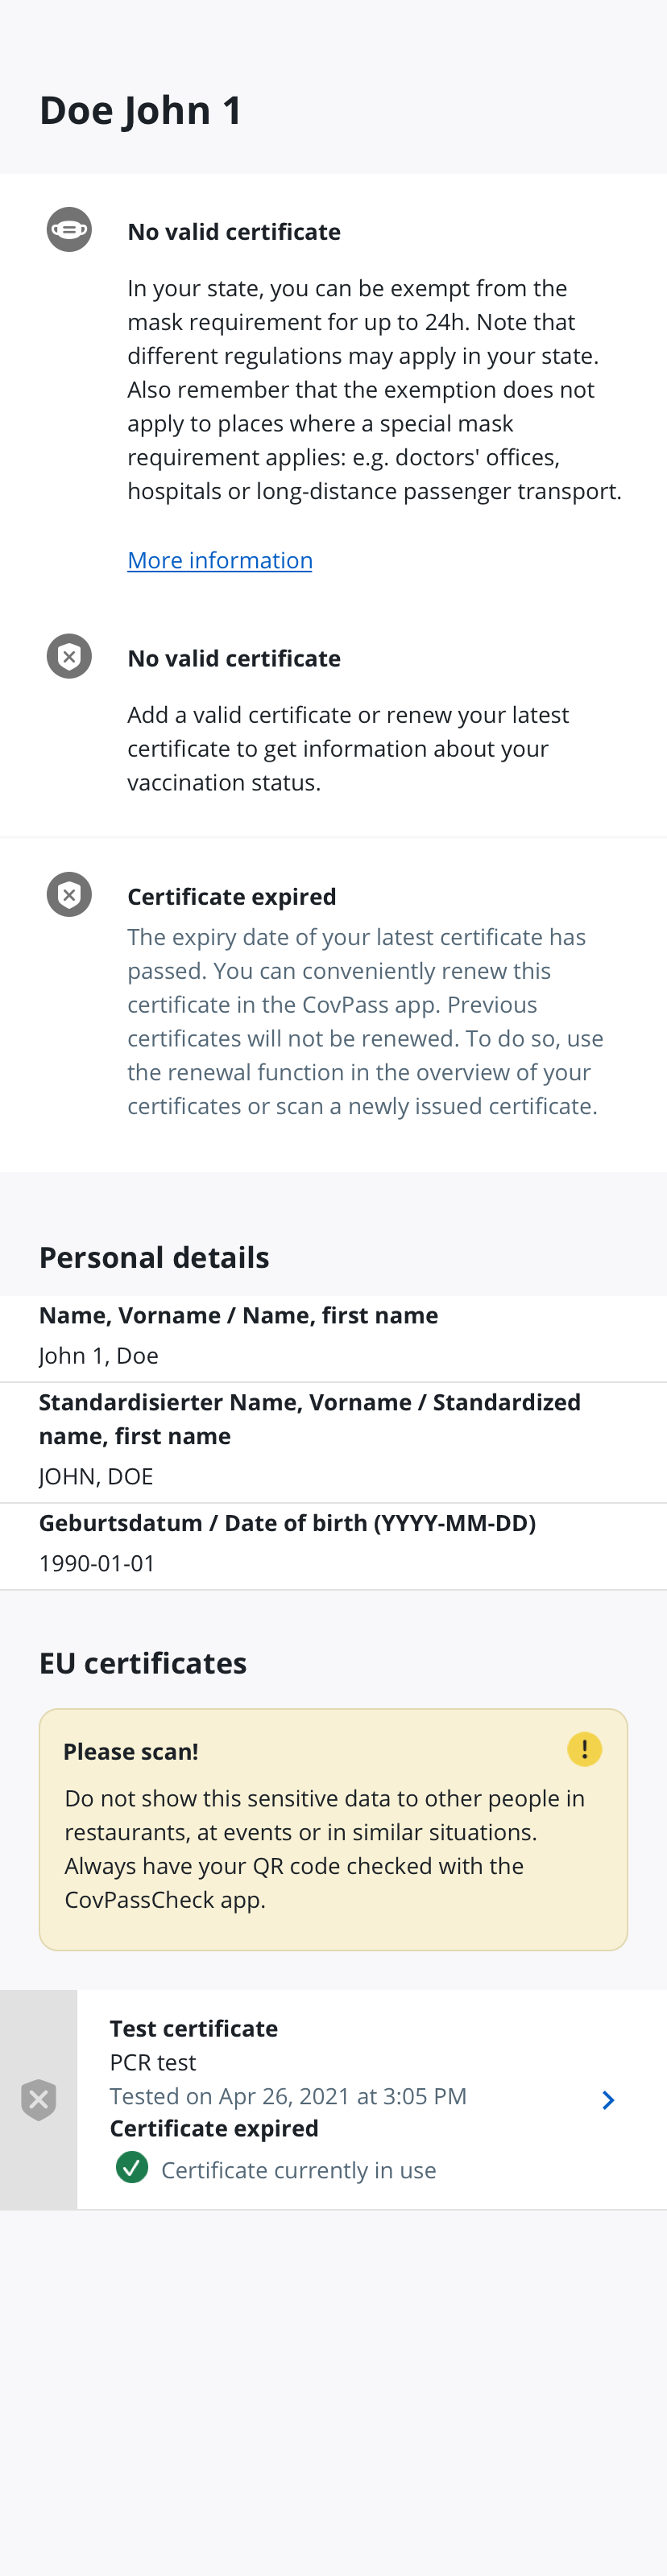 Doe John 1
No valid certificate
In your state, you can be exempt from the
mask requirement for up to 24h. Note that
different regulations may apply in your state.
Also remember that the exemption does not
apply to places where a special mask
requirement applies: e.g. doctors' offices,
hospitals or long-distance passenger transport.
More information
No valid certificate
Add a valid certificate or renew your latest
certificate to get information about your
vaccination status.
Certificate expired
The expiry date of your latest certificate has
passed. You can conveniently renew this
certificate in the CovPass app. Previous
certificates will not be renewed. To do so, use
the renewal function in the overview of your
certificates or scan a newly issued certificate.
Personal details
Name, Vorname / Name, first name
John 1, Doe
Standardisierter Name, Vorname / Standardized
name, first name
JOHN, DOE
Geburtsdatum / Date of birth (YYYY-MM-DD)
1990-01-01
EU certificates
Please scan!
Do not show this sensitive data to other people in
restaurants, at events or in similar situations.
Always have your QR code checked with the
CovPassCheck app.
Test certificate
PCR test
Tested on Apr 26, 2021 at 3:05 PM
Certificate expired
Certificate currently in use